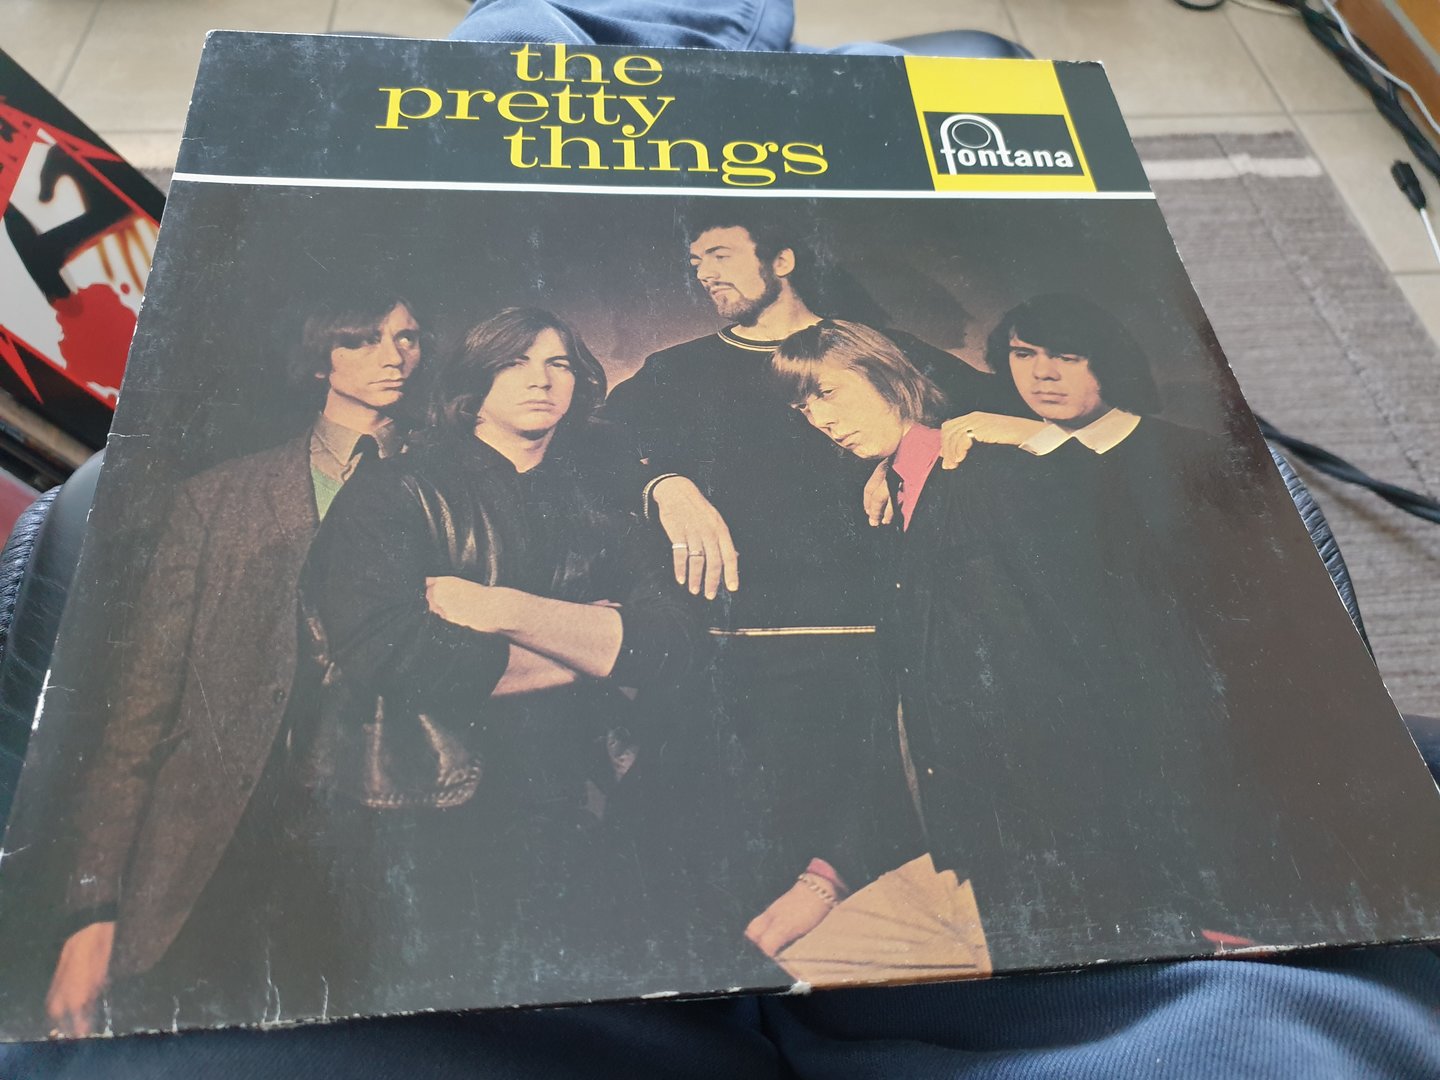 the
pretty
things
fontana